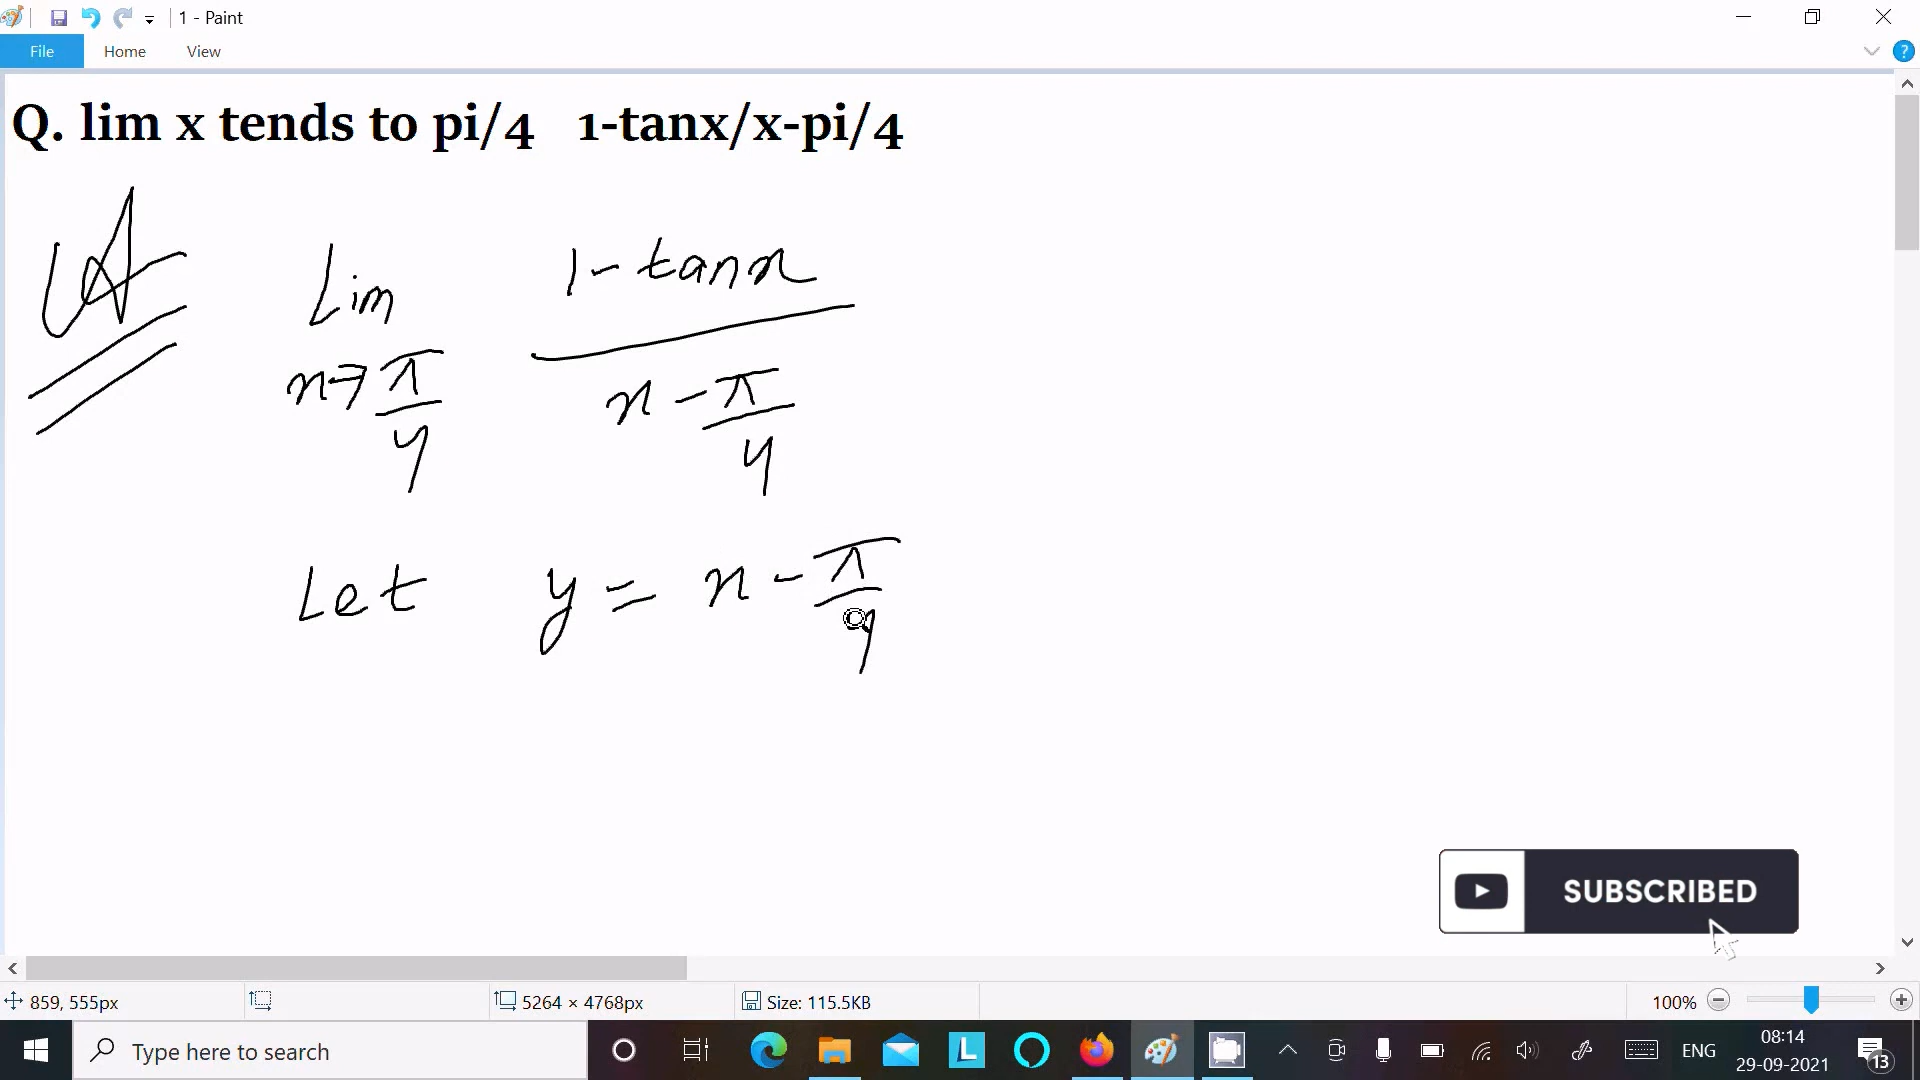 1 - Paint
File Home View
Q. lim x tends to pi/4 1-tanx/x-pi/4
Lim 1-tanx
x→π/4 x-π/4
Let y = x-π/4
SUBSCRIBED
859, 555px 5264 × 4768px Size: 115.5KB 100%
Type here to search ENG 08:14
29-09-2021 13